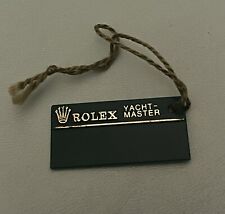 ROLEX YACHT-
MASTER